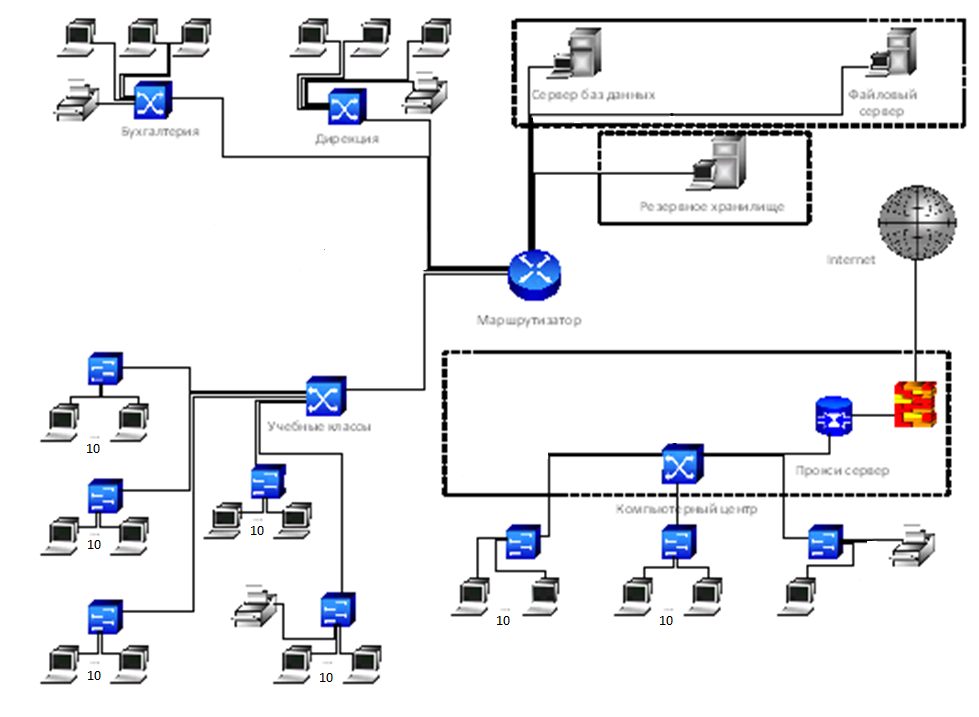 Сервер баз данных
Файловый
сервер
Бухгалтерия
Дирекция
Резервное хранилище
Internet
Маршрутизатор
Учебные классы
10
Прокси сервер
Компьютерный центр
10
10
10
10
10
10